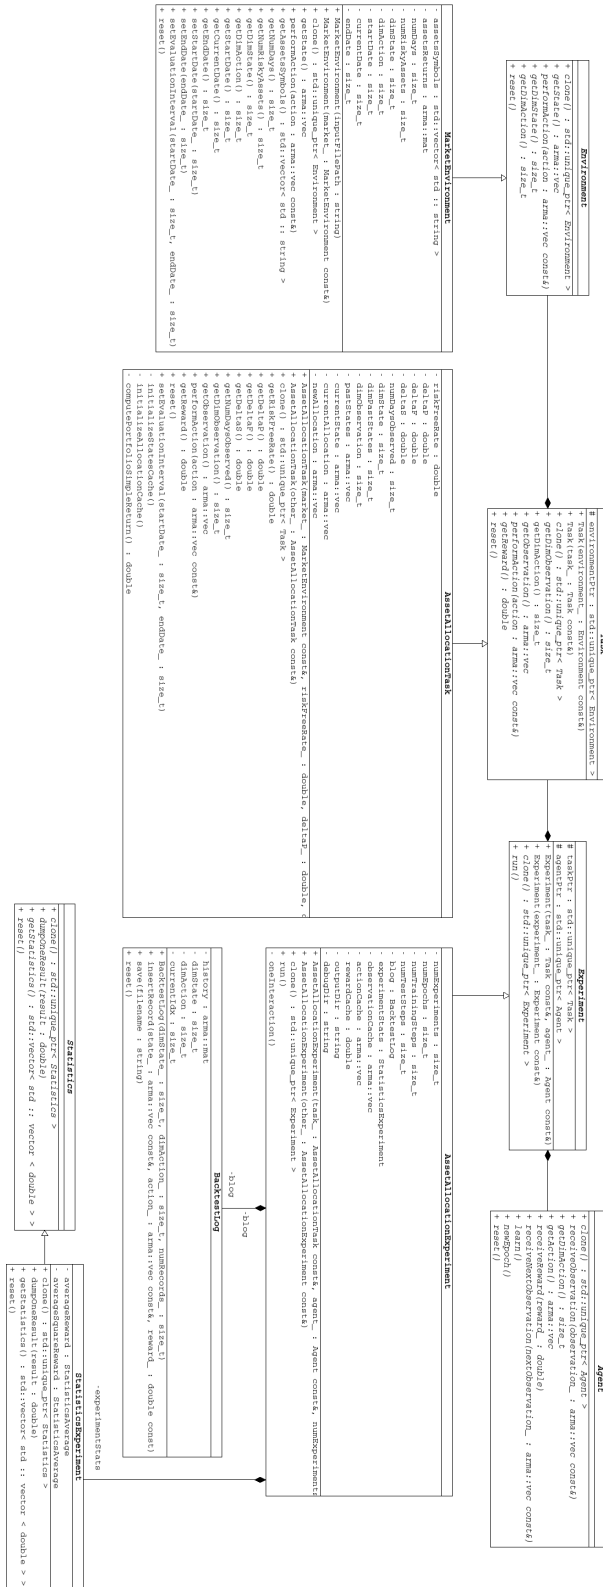 Environment
+ clone() : std::unique_ptr< Environment >
+ getState() : arma::vec
+ performAction(action : arma::vec const&)
+ getDimState() : size_t
+ getDimAction() : size_t
reset()
MarketEnvironment
- assetsSymbols : std::vector< std :: string >
- assetsReturns : arma::mat
- numDays : size_t
- numRiskyAssets : size_t
- dimState : size_t
- dimAction : size_t
- startDate : size_t
- currentDate : size_t
- endDate : size_t
+ MarketEnvironment(inputFilePath : string)
+ MarketEnvironment(market_ : MarketEnvironment const&)
+ clone() : std::unique_ptr< Environment >
+ getState() : arma::vec
+ performAction(action : arma::vec const&)
+ getAssetsSymbols() : std::vector< std :: string >
+ getNumDays() : size_t
+ getNumRiskyAssets() : size_t
+ getDimState() : size_t
+ getDimAction() : size_t
+ getStartDate() : size_t
+ getCurrentDate() : size_t
+ getEndDate() : size_t
+ setStartDate(startDate_ : size_t)
+ setEndDate(endDate_ : size_t)
+ setEvaluationInterval(startDate_ : size_t, endDate_ : size_t)
+ reset()
Task
# environmentPtr : std::unique_ptr< Environment >
Task(environment_ : Environment const&)
+ Task(task_ : Task const&)
+ clone() : std::unique_ptr< Task >
+ getDimObservation() : size_t
+ getDimAction() : size_t
+ getObservation() : arma::vec
+ performAction(action : arma::vec const&)
+ getReward() : double
+ reset()
AssetAllocationTask
- riskFreeRate : double
- deltaP : double
- deltaF : double
- deltaS : double
- numDaysObserved : size_t
- dimState : size_t
- dimPastStates : size_t
- dimObservation : size_t
- pastStates : arma::vec
- currentState : arma::vec
- currentAllocation : arma::vec
- newAllocation : arma::vec
+ AssetAllocationTask(market_ : MarketEnvironment const&, riskFreeRate_ : double, deltaP_ : double,
+ AssetAllocationTask(other_ : AssetAllocationTask const&)
+ clone() : std::unique_ptr< Task >
+ getRiskFreeRate() : double
+ getDeltaP() : double
+ getDeltaF() : double
+ getDeltaS() : double
+ getNumDaysObserved() : size_t
+ getDimObservation() : size_t
+ getObservation() : arma::vec
+ performAction(action : arma::vec const&)
+ getReward() : double
+ reset()
+ setEvaluationInterval(startDate_ : size_t, endDate_ : size_t)
- initializeStatesCache()
- initializeAllocationCache()
- computePortfolioSimpleReturn() : double
Experiment
# taskPtr : std::unique_ptr< Task >
# agentPtr : std::unique_ptr< Agent >
+ Experiment(task_ : Task const&, agent_ : Agent const&)
+ Experiment(experiment_ : Experiment const&)
+ clone() : std::unique_ptr< Experiment >
+ run()
AssetAllocationExperiment
- numExperiments : size_t
- numEpochs : size_t
- numTrainingSteps : size_t
- numTestSteps : size_t
- blog : BacktestLog
- experimentStats : StatisticsExperiment
- observationCache : arma::vec
- actionCache : arma::vec
- rewardCache : double
- outputDir : string
- debugDir : string
+ AssetAllocationExperiment(task_ : AssetAllocationTask const&, agent_ : Agent const&, numExperiments
+ AssetAllocationExperiment(other_ : AssetAllocationExperiment const&)
+ clone() : std::unique_ptr< Experiment >
+ run()
- oneInteraction()
-blog
-blog
-experimentStats
BacktestLog
- history : arma::mat
- dimState : size_t
- dimAction : size_t
- currentIdx : size_t
+ BacktestLog(dimState_ : size_t, dimAction_ : size_t, numRecords_ : size_t)
+ insertRecord(state_ : arma::vec const&, action_ : arma::vec const&, reward_ : double const)
+ save(filename : string)
+ reset()
Agent
+ clone() : std::unique_ptr< Agent >
+ receiveObservation(observation_ : arma::vec const&)
+ getDimAction() : size_t
+ getAction() : arma::vec
+ receiveReward(reward_ : double)
+ receiveNextObservation(nextObservation_ : arma::vec const&)
+ learn()
+ newEpoch()
+ reset()
Statistics
+ clone() : std::unique_ptr< Statistics >
+ dumpOneResult(result : double)
+ getStatistics() : std::vector< std :: vector < double > >
+ reset()
StatisticsExperiment
- averageReward : StatisticsAverage
- averageSquareReward : StatisticsAverage
+ clone() : std::unique_ptr< Statistics >
+ dumpOneResult(result : double)
+ getStatistics() : std::vector< std :: vector < double > >
reset()